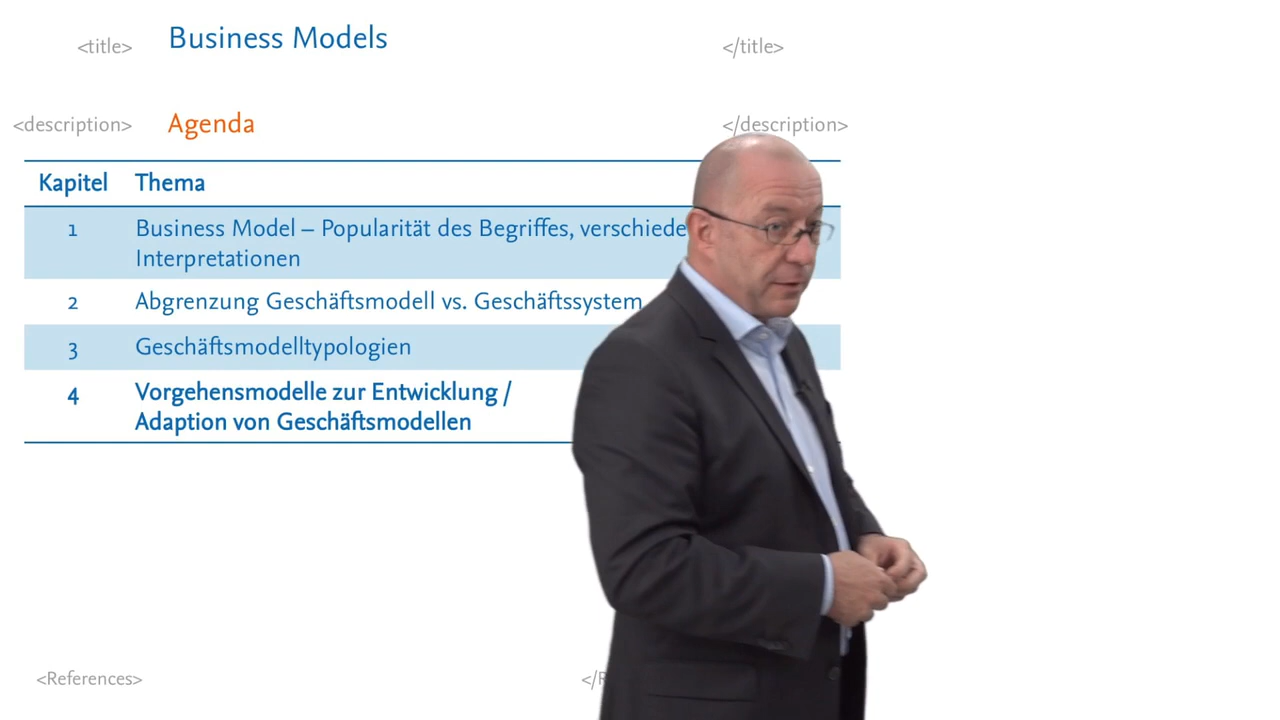 <title> Business Models </title>
<description> Agenda </description>
Kapitel Thema
1 Business Model – Popularität des Begriffes,
Interpretationen
2 Abgrenzung Geschäftsmodell vs. Geschäftssystem
3 Geschäftsmodelltypologien
4 Vorgehensmodelle zur Entwicklung /
Adaption von Geschäftsmodellen
<References>